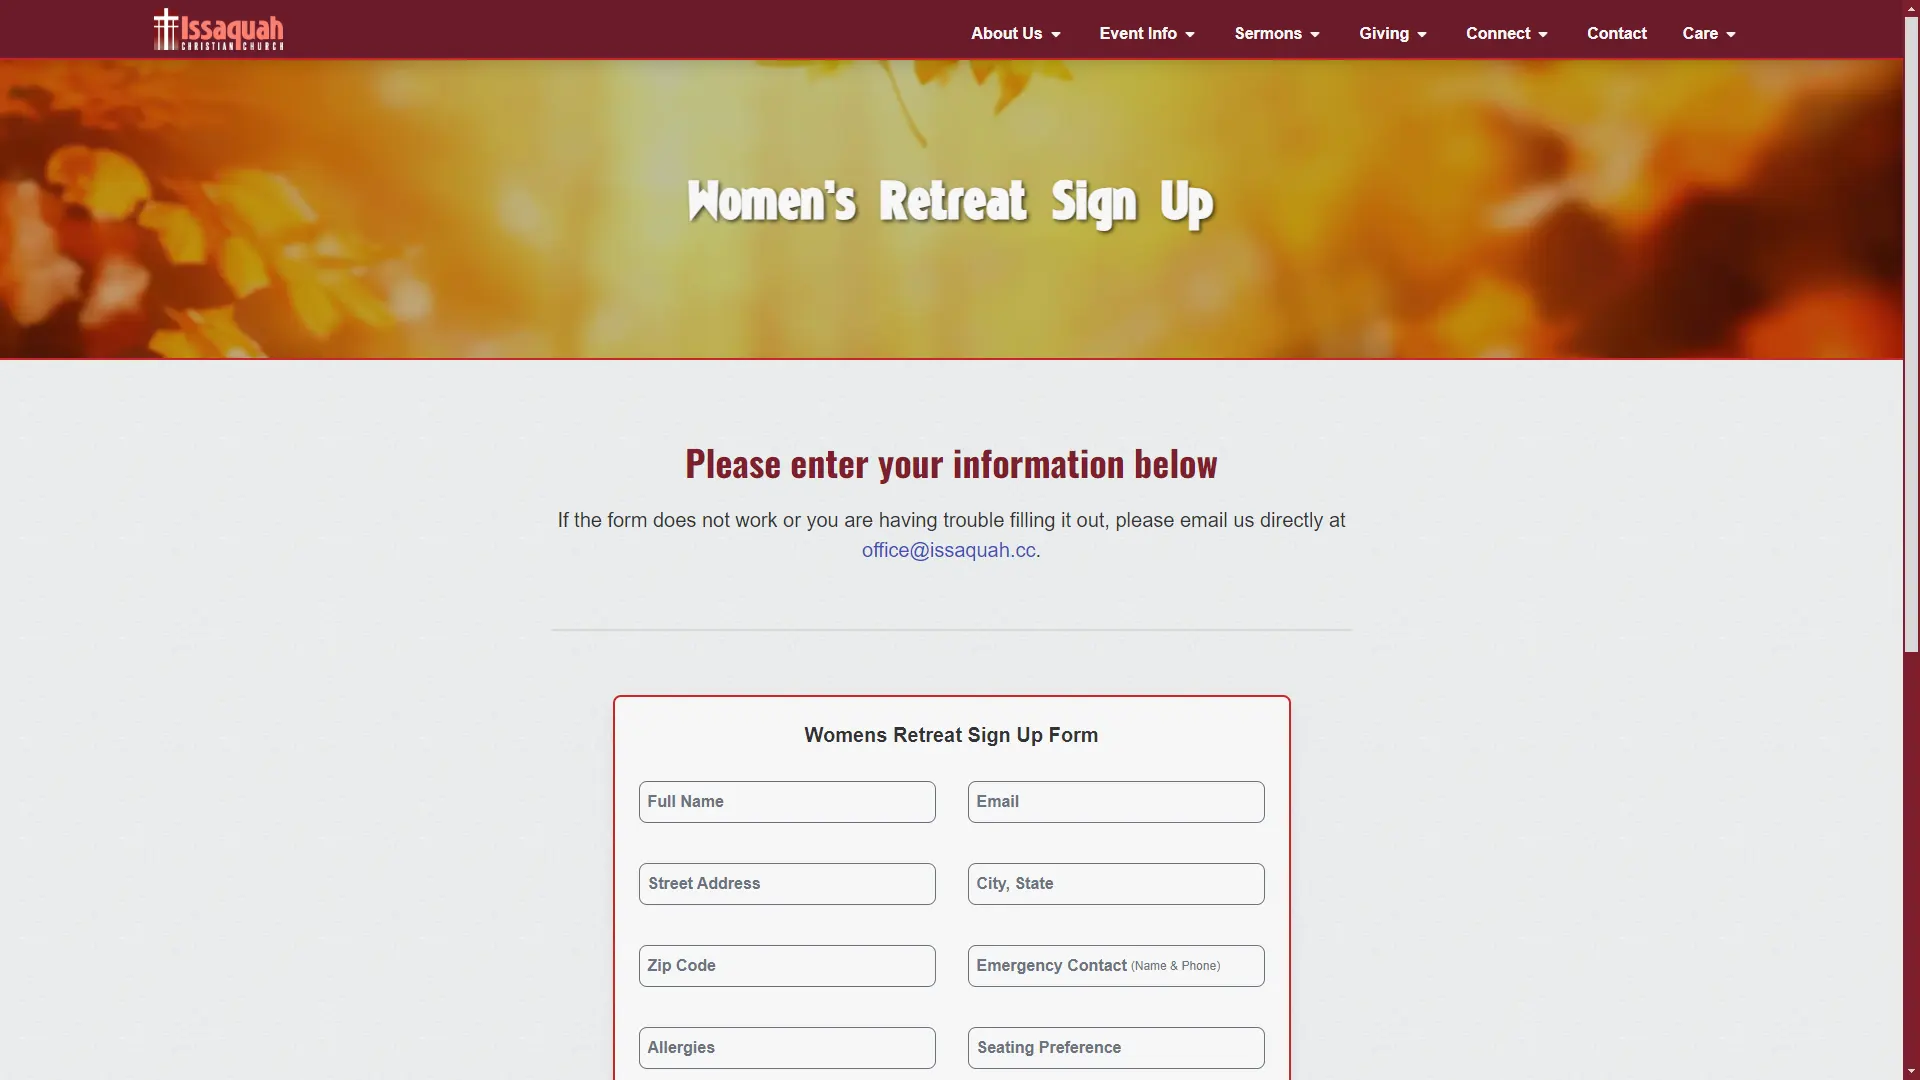 Issaquah
CHRISTIAN CHURCH
About Us
Event Info
Sermons
Giving
Connect
Contact
Care
Women's Retreat Sign Up
Please enter your information below
If the form does not work or you are having trouble filling it out, please email us directly at
office@issaquah.cc.
Womens Retreat Sign Up Form
Full Name
Email
Street Address
City, State
Zip Code
Emergency Contact (Name & Phone)
Allergies
Seating Preference